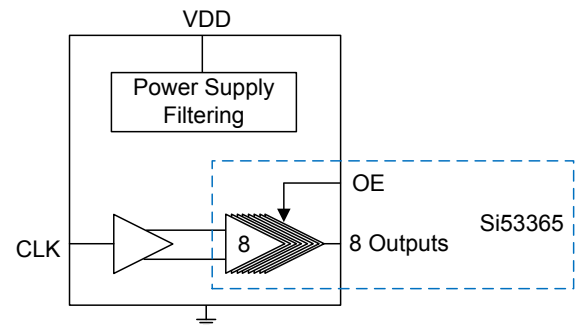 VDD
Power Supply
Filtering
OE
Si53365
CLK
8
8 Outputs